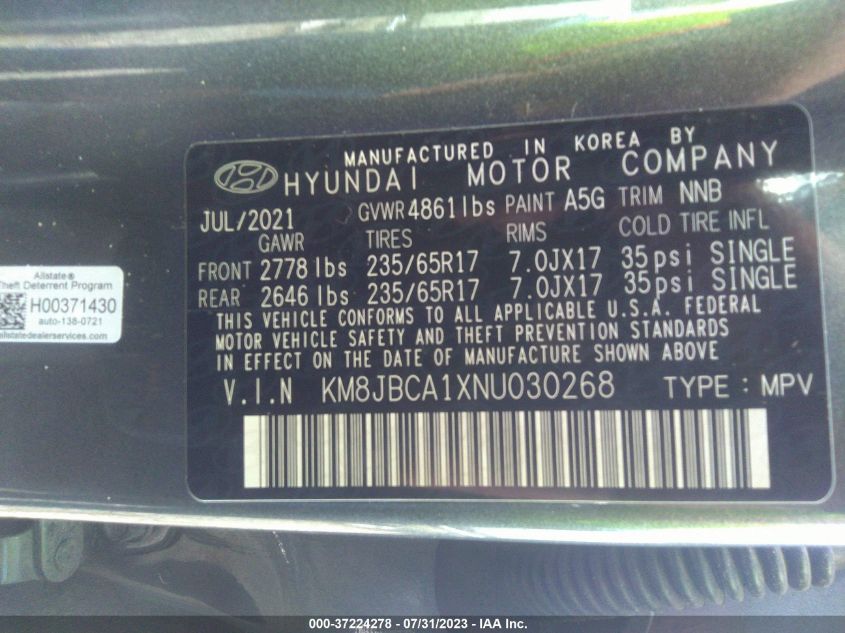 MANUFACTURED IN KOREA BY
HYUNDAI MOTOR COMPANY
JUL/2021 GVWR 4861 lbs PAINT A5G TRIM NNB
GAWR TIRES RIMS COLD TIRE INFL
FRONT 2778 lbs 235/65R17 7.0JX17 35psi SINGLE
REAR 2646 lbs 235/65R17 7.0JX17 35psi SINGLE
THIS VEHICLE CONFORMS TO ALL APPLICABLE U.S.A. FEDERAL
MOTOR VEHICLE SAFETY AND THEFT PREVENTION STANDARDS
IN EFFECT ON THE DATE OF MANUFACTURE SHOWN ABOVE
V.I.N KM8JBCA1XNU030268 TYPE : MPV
Allstate®
Theft Deterrent Program
H00371430
auto-138-0721
allstatedealerservices.com
000-37224278 - 07/31/2023 - IAA Inc.